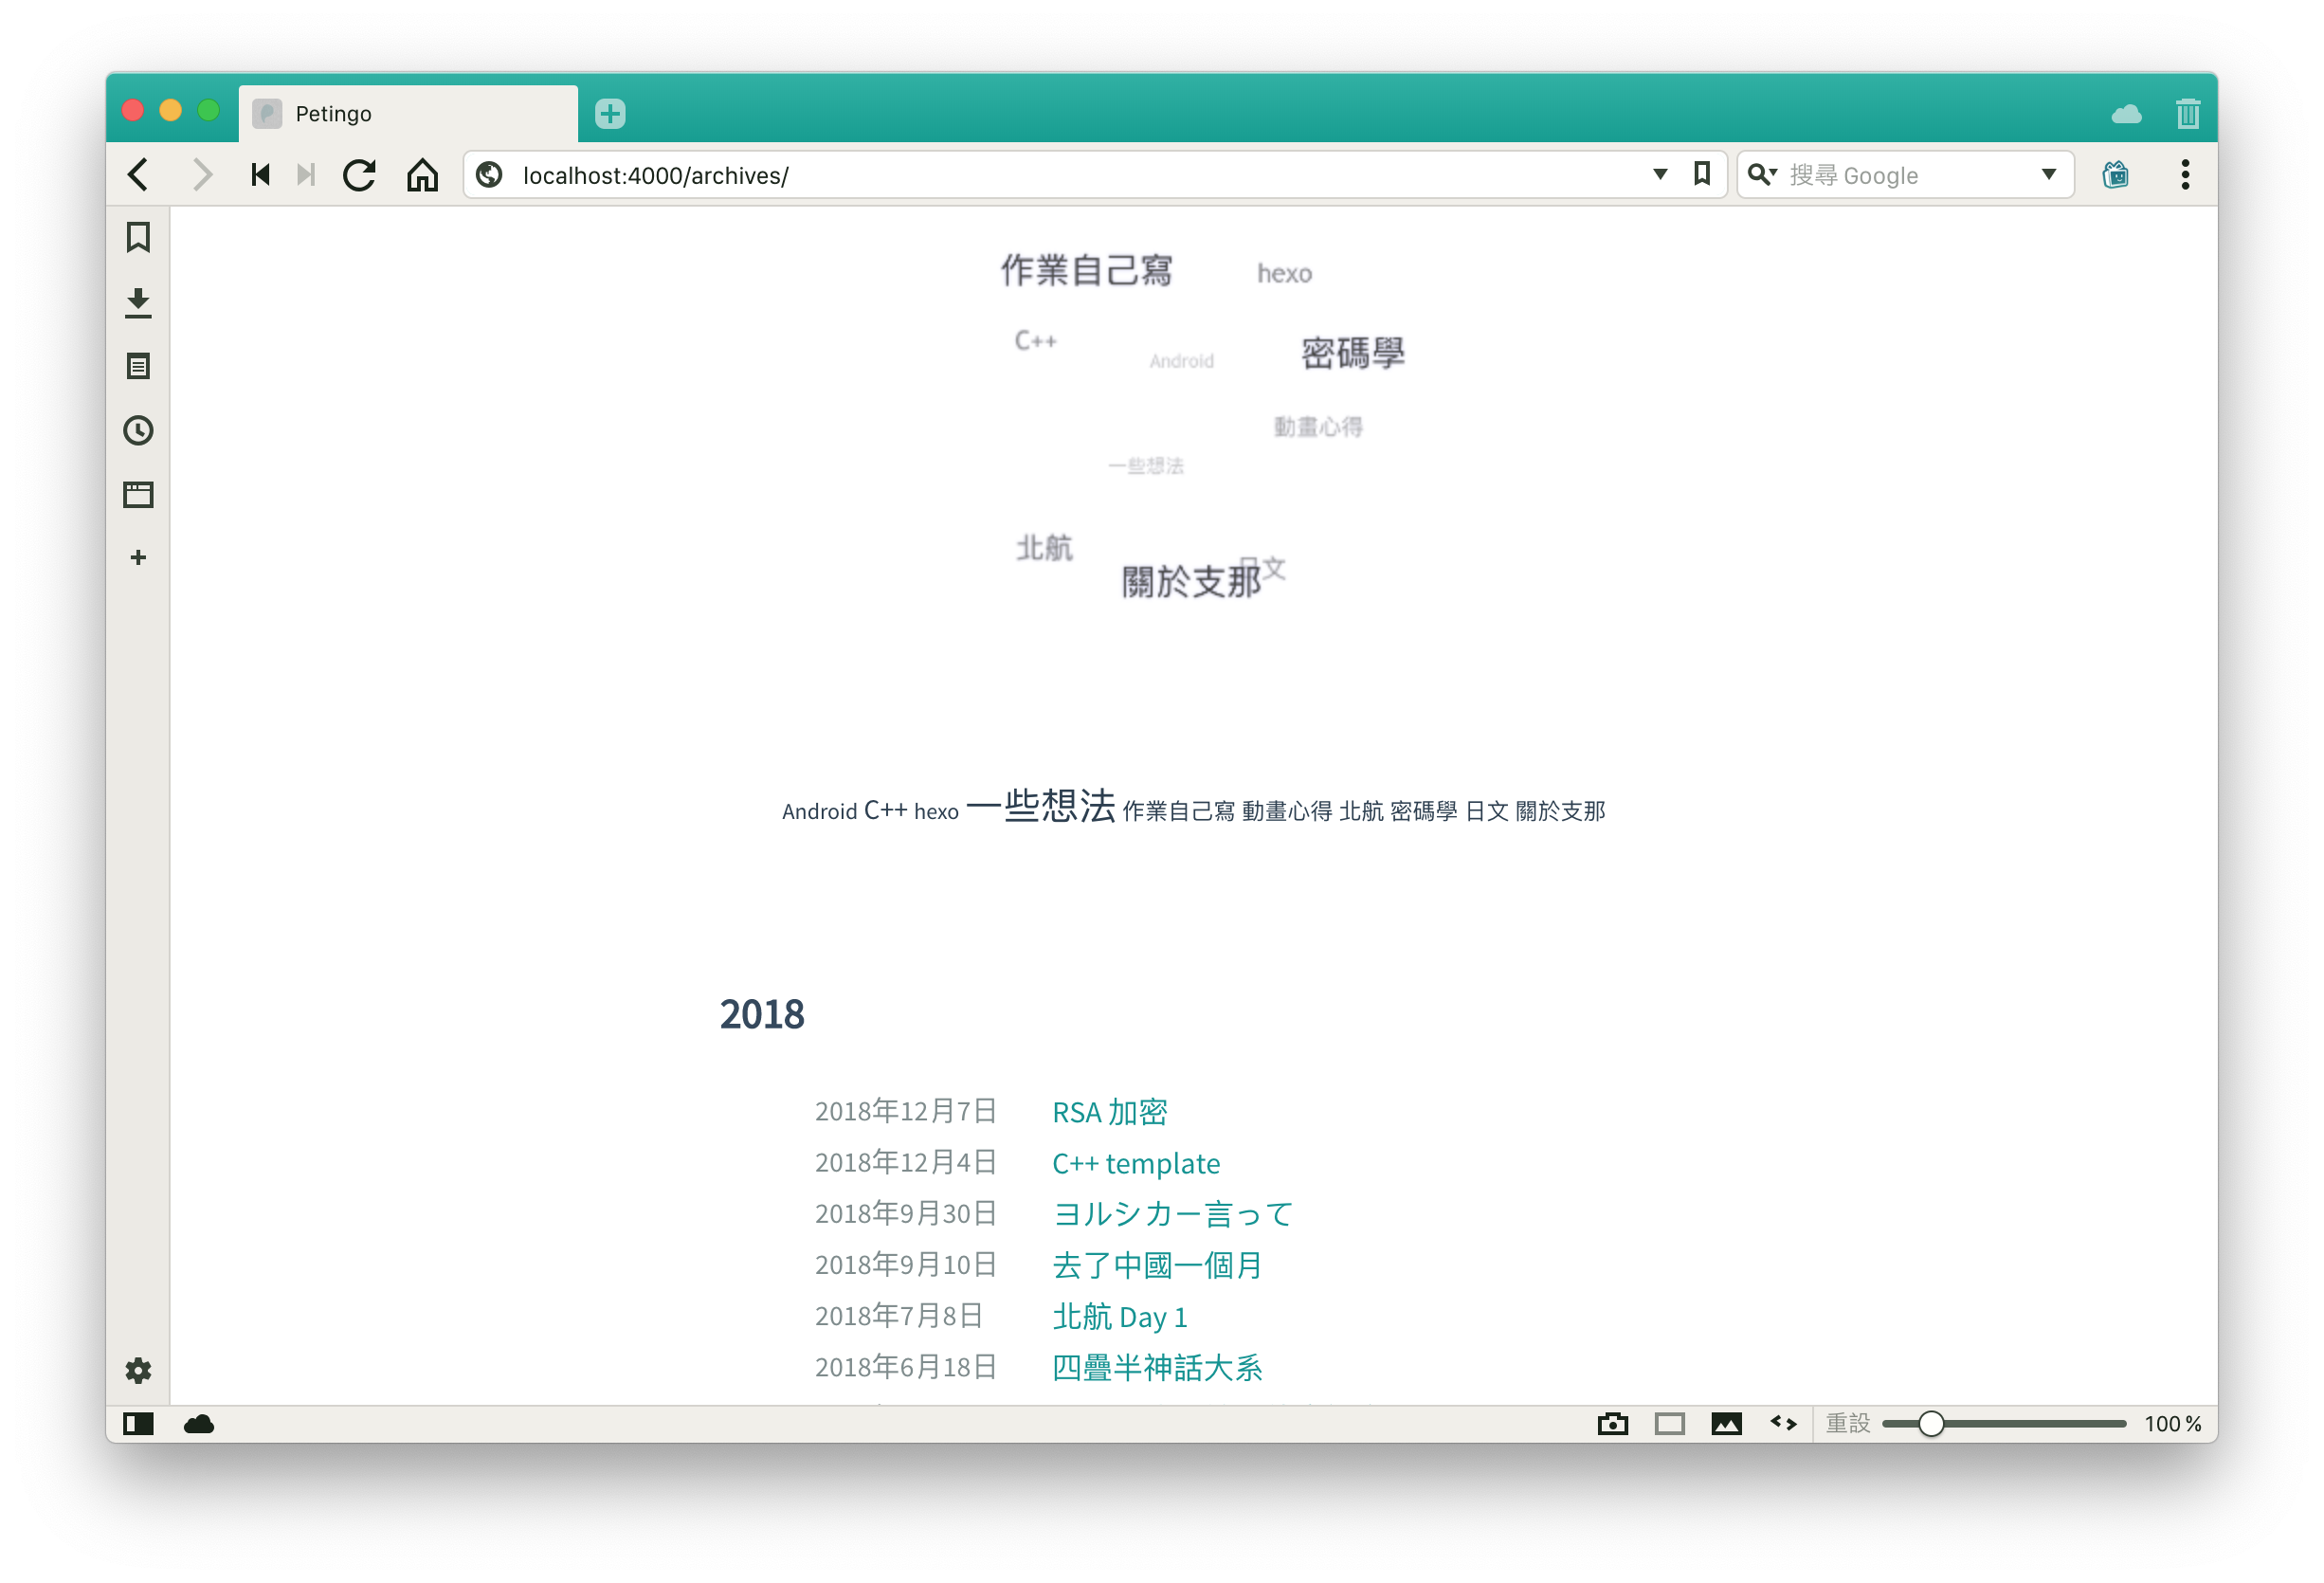 Petingo
localhost:4000/archives/
搜尋 Google
作業自己寫 hexo
C++ Android 密碼學
動畫心得
一些想法
北航 日文
關於支那
Android C++ hexo 一些想法 作業自己寫 動畫心得 北航 密碼學 日文 關於支那
2018
2018年12月7日 RSA 加密
2018年12月4日 C++ template
2018年9月30日 ヨルシカー言って
2018年9月10日 去了中國一個月
2018年7月8日 北航 Day 1
2018年6月18日 四疊半神話大系
重設 100 %